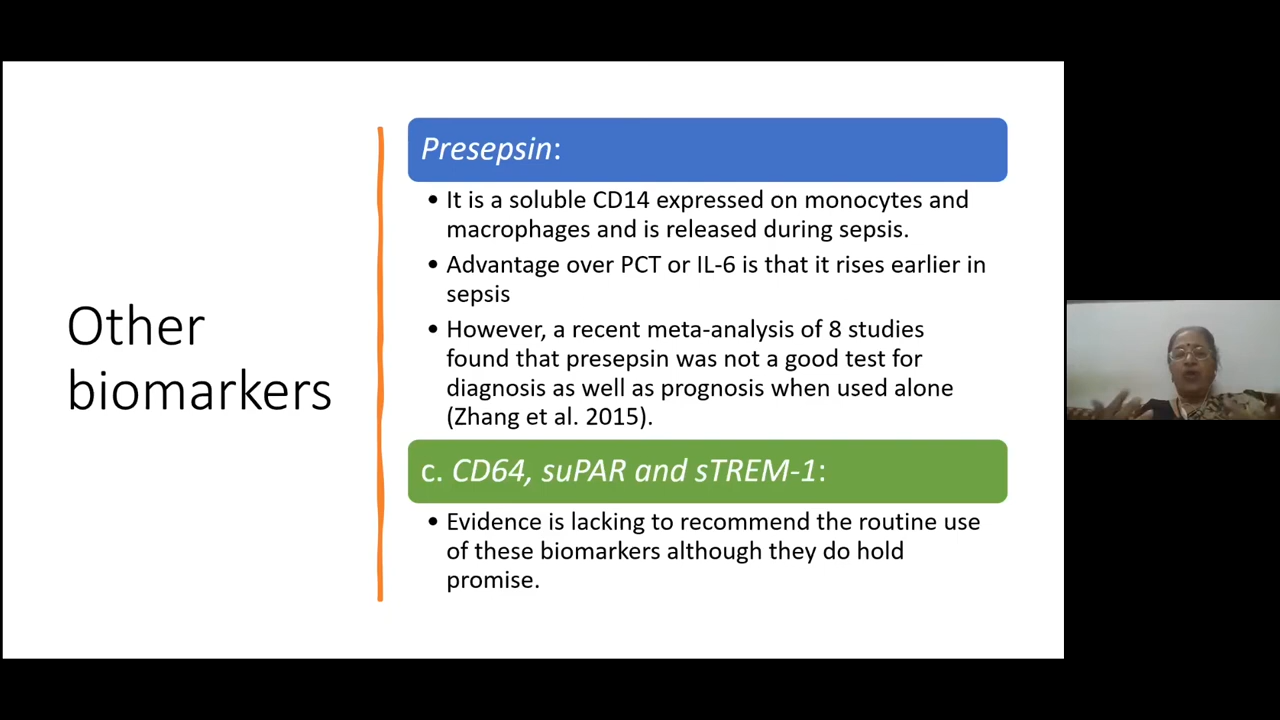 Other
biomarkers
Presepsin:
• It is a soluble CD14 expressed on monocytes and
macrophages and is released during sepsis.
• Advantage over PCT or IL-6 is that it rises earlier in
sepsis
• However, a recent meta-analysis of 8 studies
found that presepsin was not a good test for
diagnosis as well as prognosis when used alone
(Zhang et al. 2015).
c. CD64, suPAR and sTREM-1:
• Evidence is lacking to recommend the routine use
of these biomarkers although they do hold
promise.